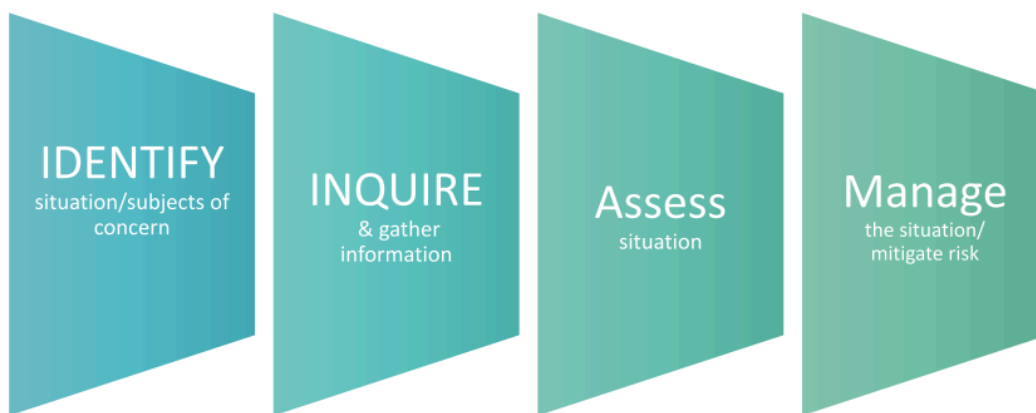 IDENTIFY
situation/subjects of
concern
INQUIRE
& gather
information
Assess
situation
Manage
the situation/
mitigate risk